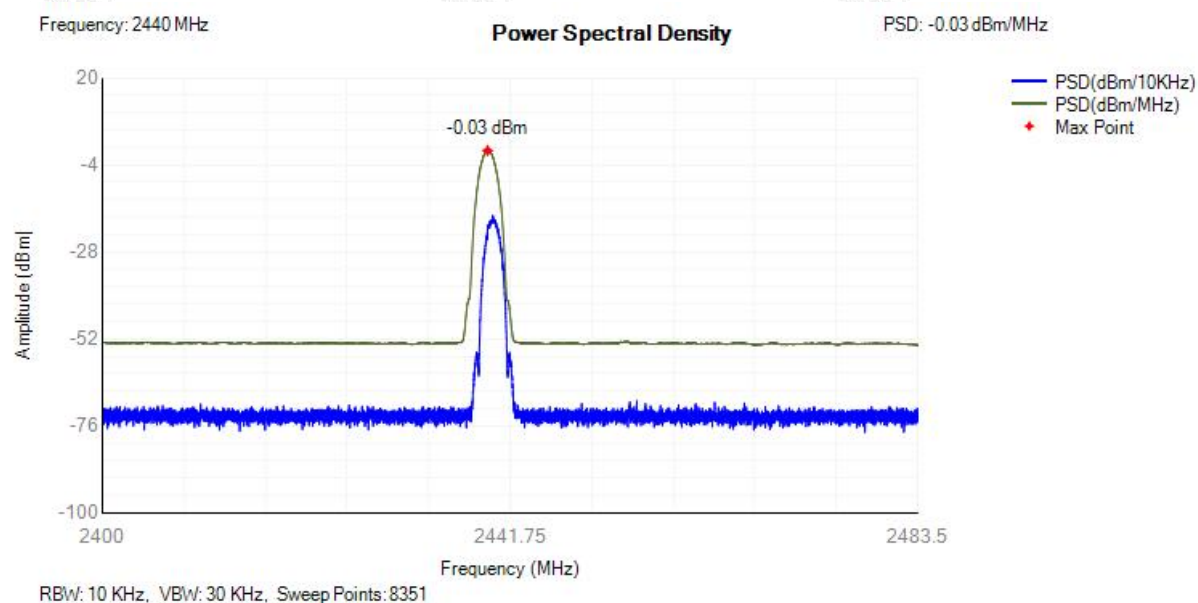 Frequency: 2440 MHz
Power Spectral Density
PSD: -0.03 dBm/MHz
20
-4
-28
-52
-76
-100
Amplitude (dBm|
-0.03 dBm
PSD(dBm/10KHz)
PSD(dBm/MHz)
Max Point
2400
2441.75
2483.5
Frequency (MHz)
RBW: 10 KHz, VBW: 30 KHz, Sweep Points: 8351